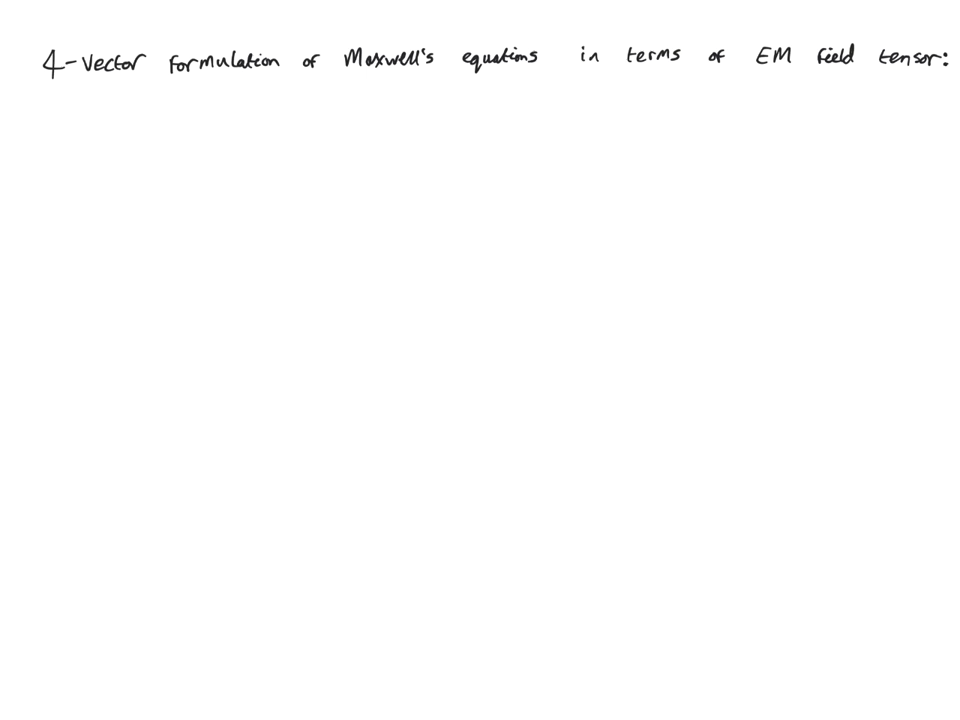 4-vector formulation of Maxwell's equations in terms of EM field tensor: